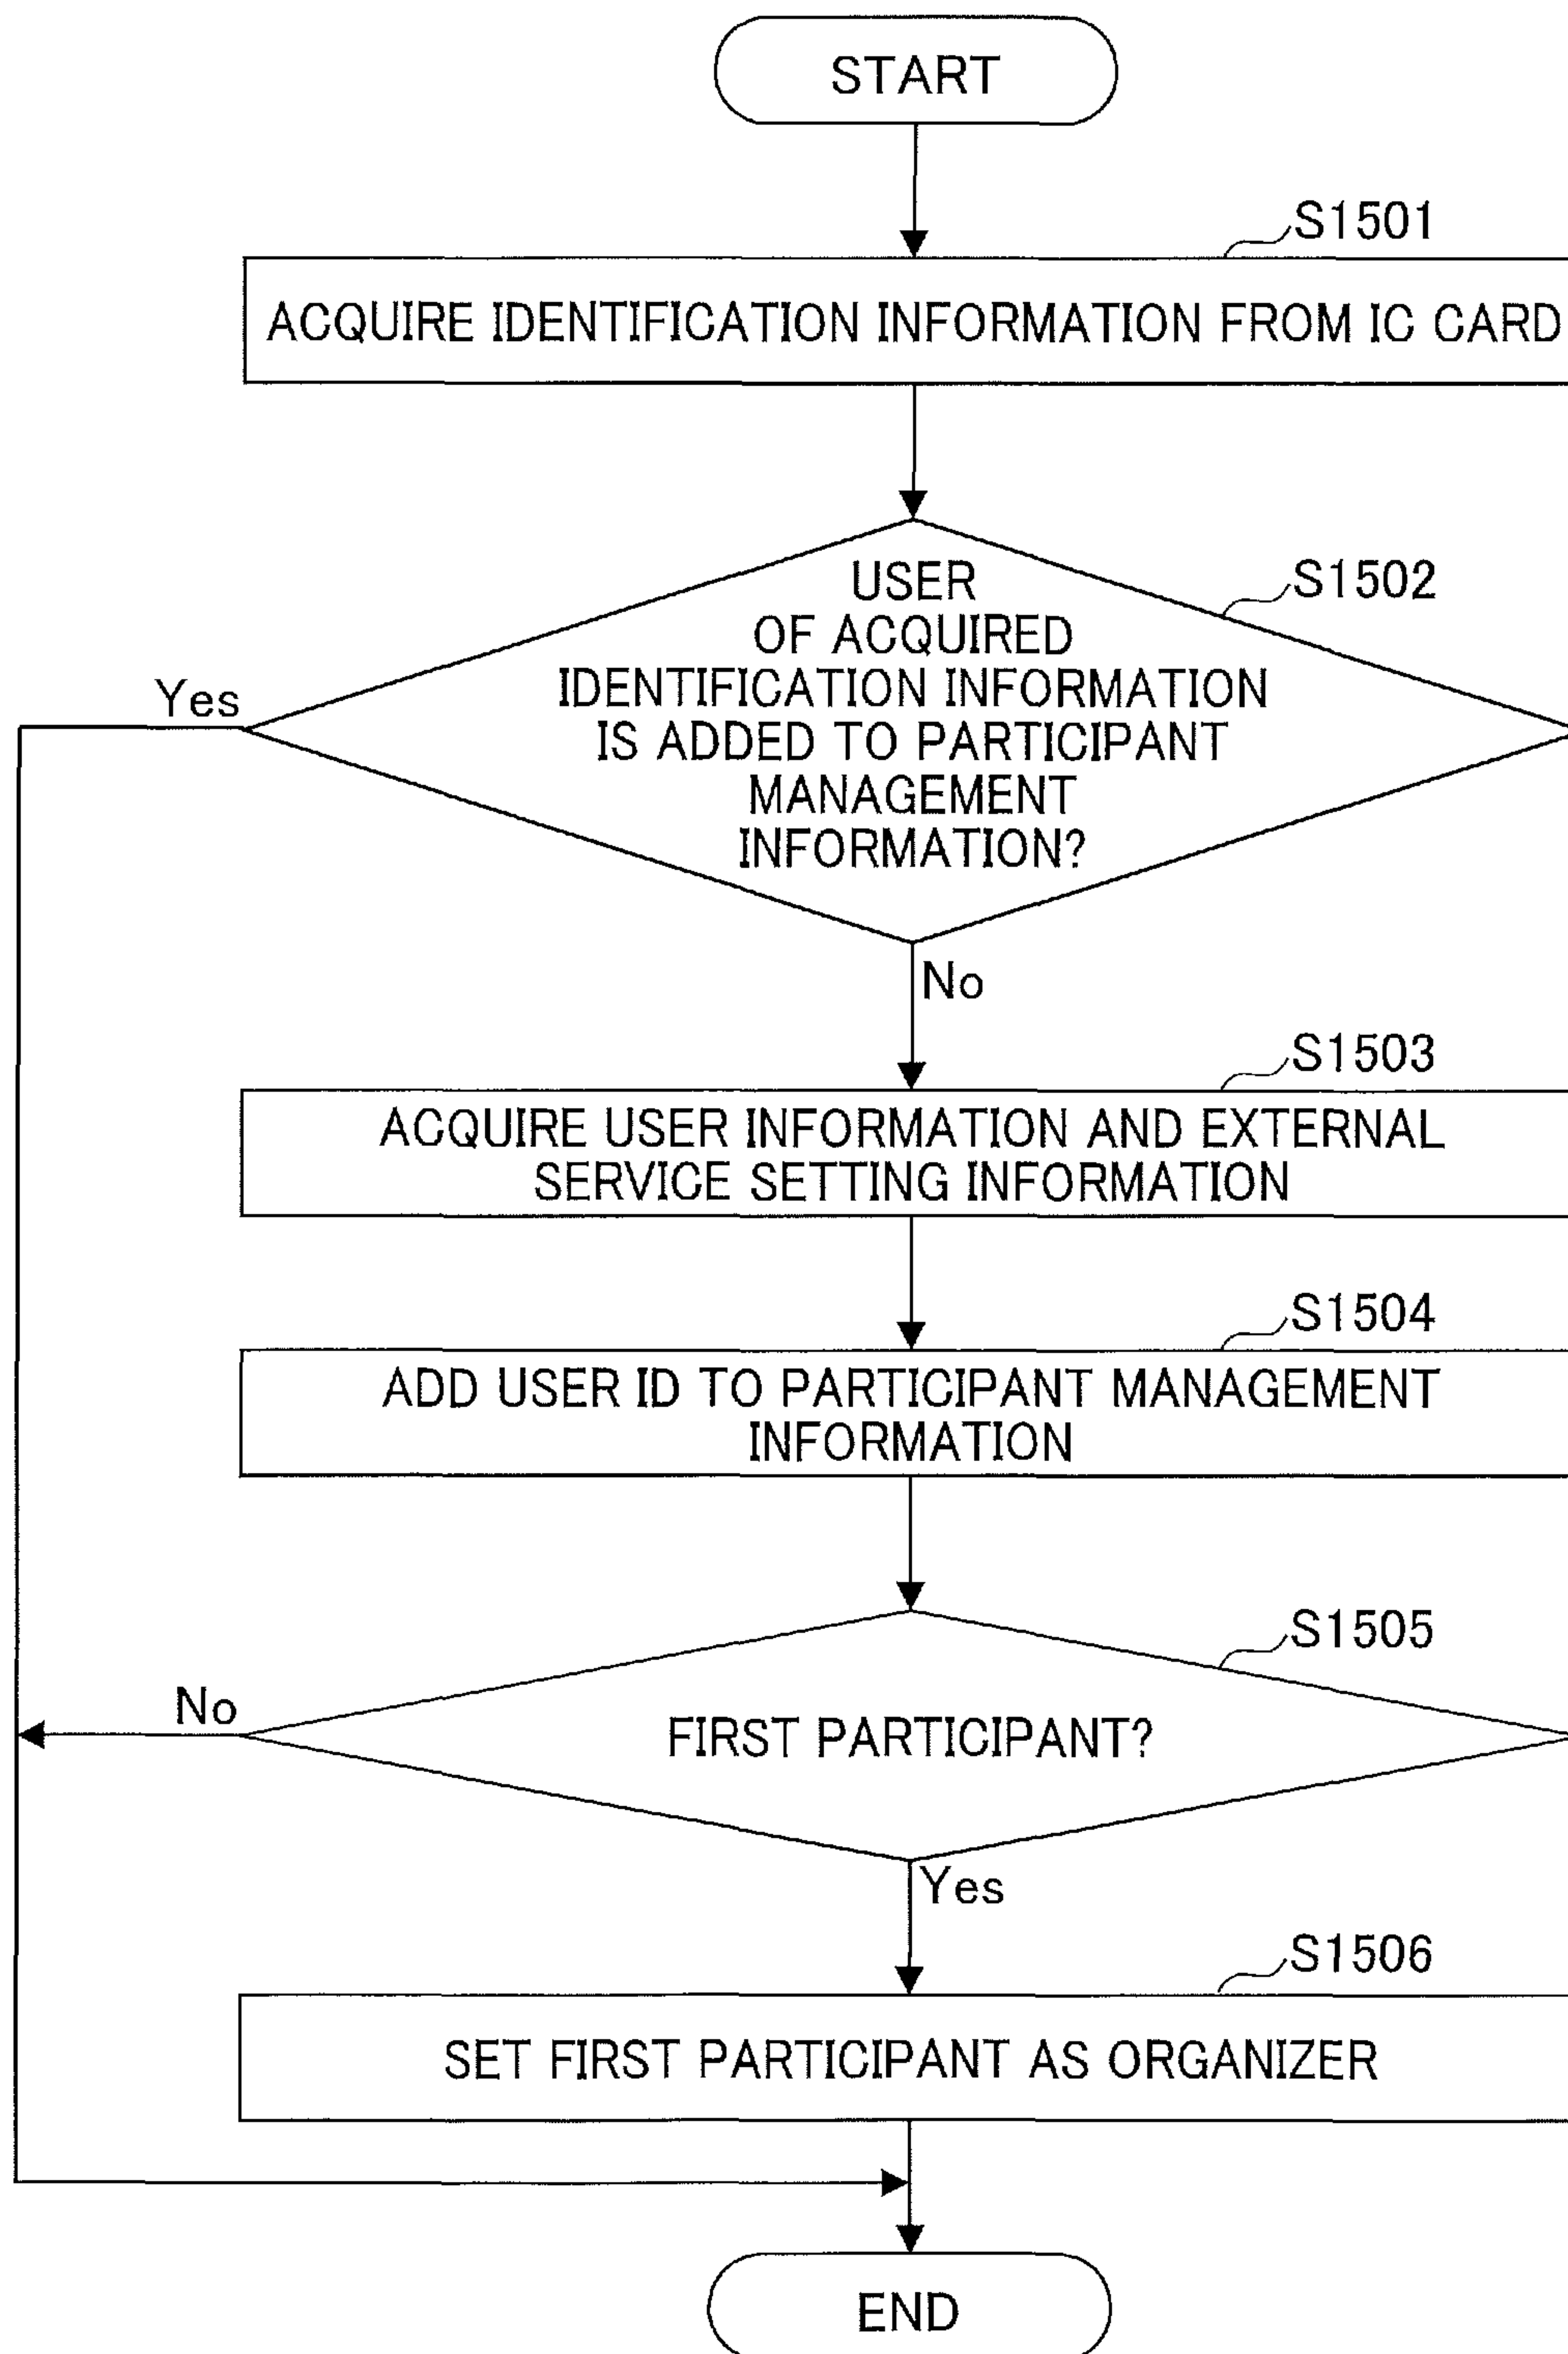 START
S1501
ACQUIRE IDENTIFICATION INFORMATION FROM IC CARD
S1502
USER
OF ACQUIRED
IDENTIFICATION INFORMATION
IS ADDED TO PARTICIPANT
MANAGEMENT
INFORMATION?
Yes
No
S1503
ACQUIRE USER INFORMATION AND EXTERNAL
SERVICE SETTING INFORMATION
S1504
ADD USER ID TO PARTICIPANT MANAGEMENT
INFORMATION
S1505
No
FIRST PARTICIPANT?
Yes
S1506
SET FIRST PARTICIPANT AS ORGANIZER
END